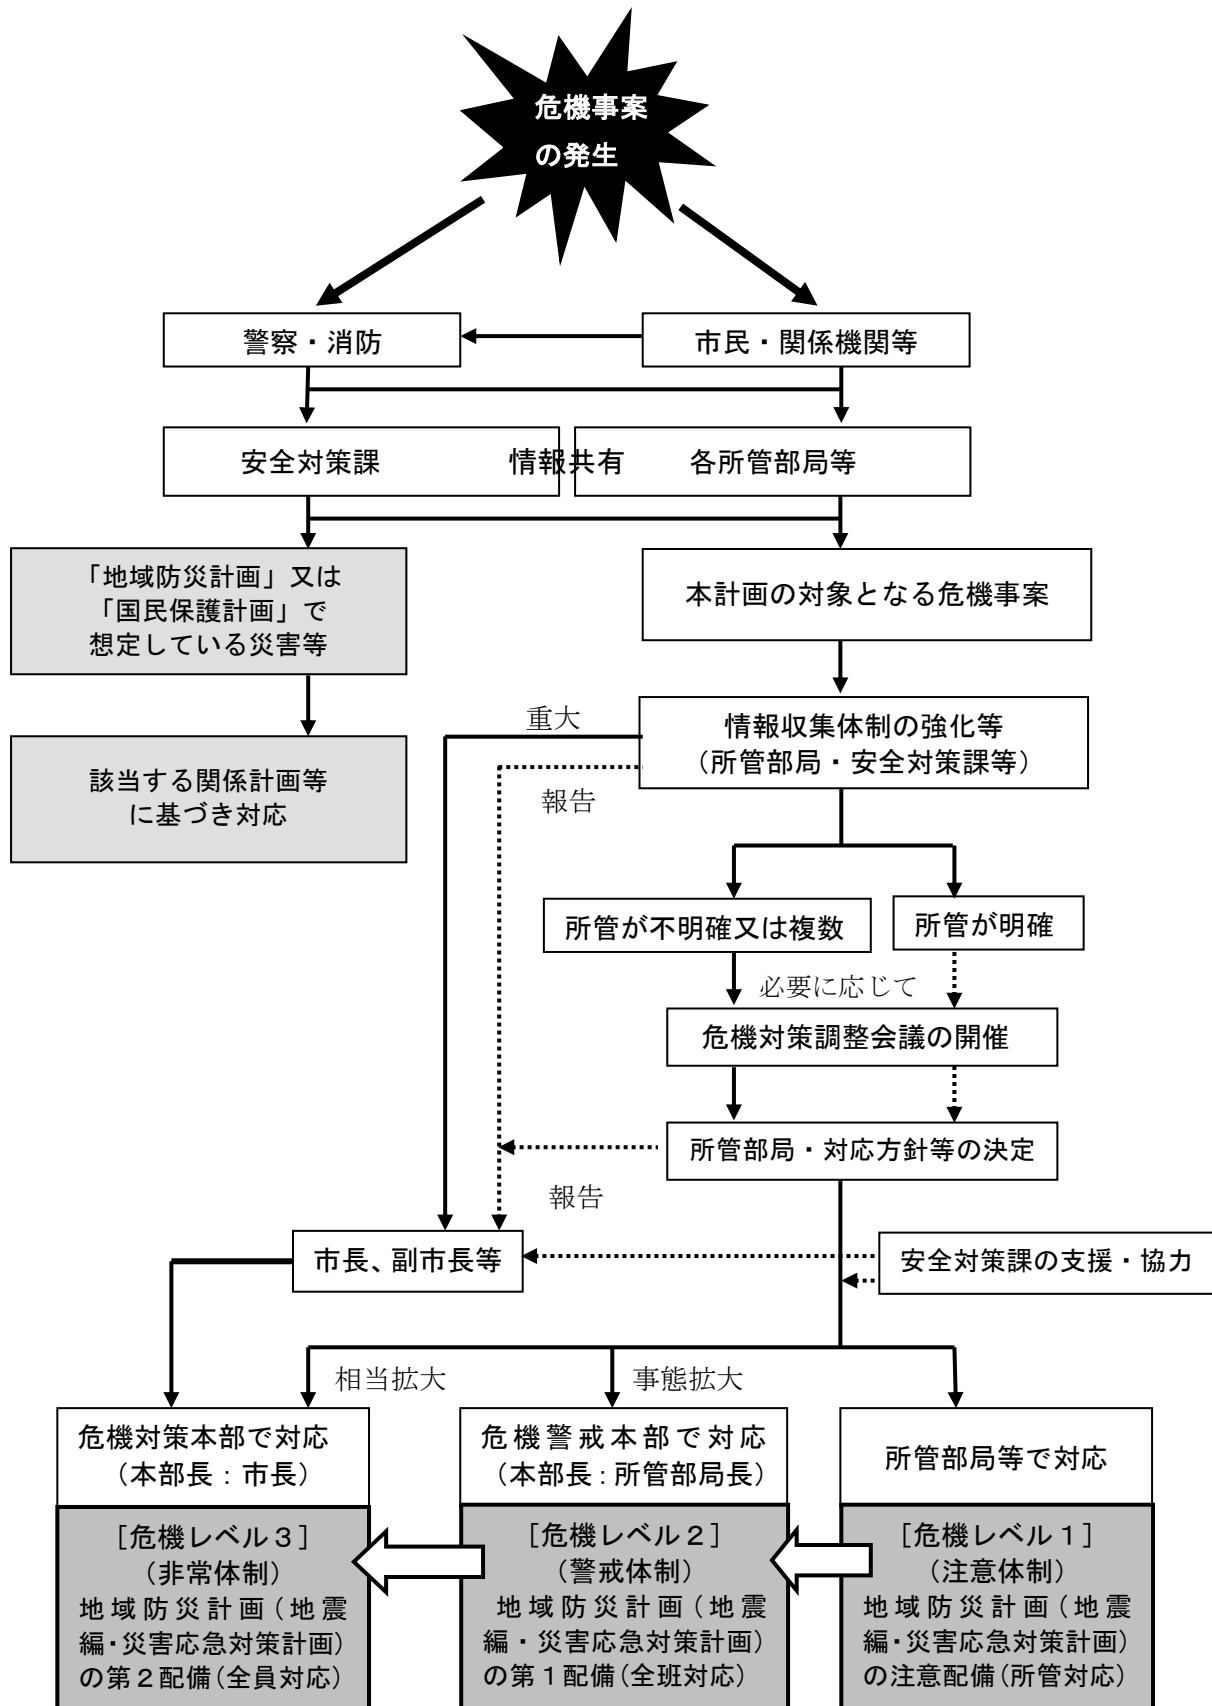 危機事案
の発生
警察・消防
市民・関係機関等
安全対策課
情報共有
各所管部局等
「地域防災計画」又は
「国民保護計画」で
想定している災害等
本計画の対象となる危機事案
該当する関係計画等
に基づき対応
重大
情報収集体制の強化等
（所管部局・安全対策課等）
報告
所管が不明確又は複数
所管が明確
必要に応じて
危機対策調整会議の開催
所管部局・対応方針等の決定
報告
市長、副市長等
安全対策課の支援・協力
相当拡大
事態拡大
危機対策本部で対応
（本部長：市長）
危機警戒本部で対応
（本部長：所管部局長）
所管部局等で対応
［危機レベル３］
（非常体制）
地域防災計画（地震
編・災害応急対策計画）
の第２配備（全員対応）
［危機レベル２］
（警戒体制）
地域防災計画（地震
編・災害応急対策計画）
の第１配備（全班対応）
［危機レベル１］
（注意体制）
地域防災計画（地震
編・災害応急対策計画）
の注意配備（所管対応）